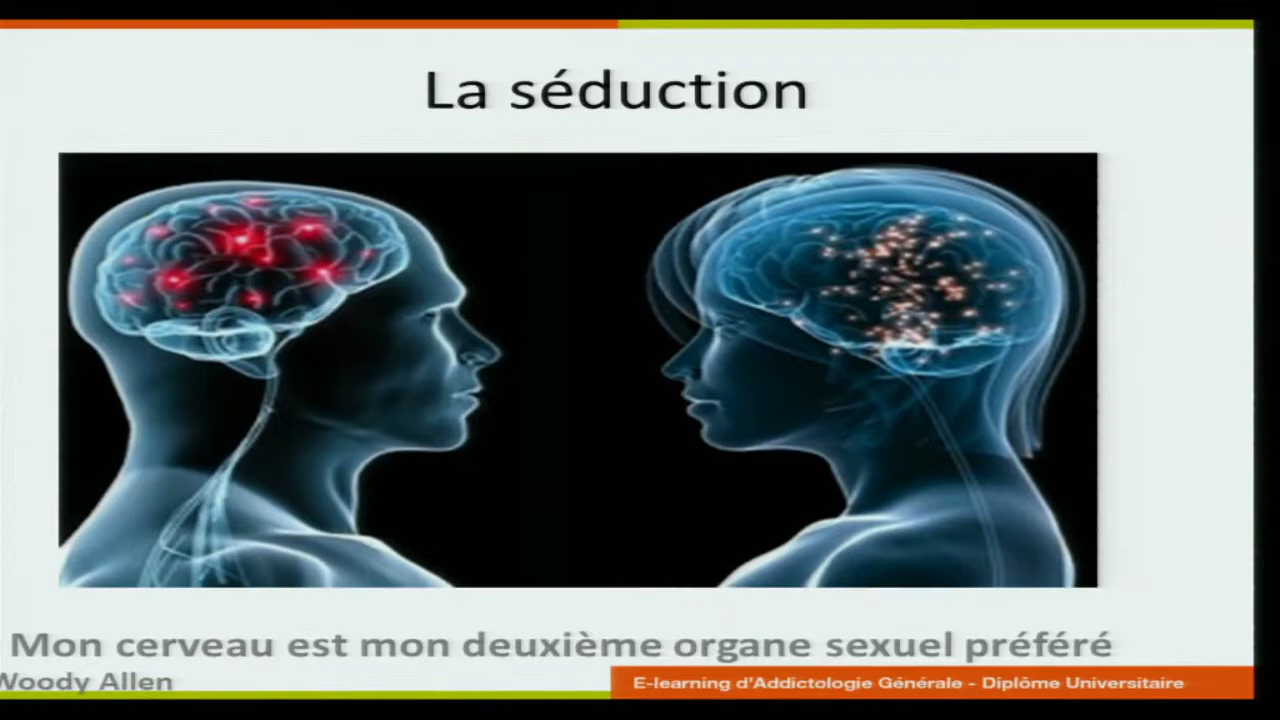 La séduction
Mon cerveau est mon deuxième organe sexuel préféré
Woody Allen
E-learning d'Addictologie Générale - Diplôme Universitaire